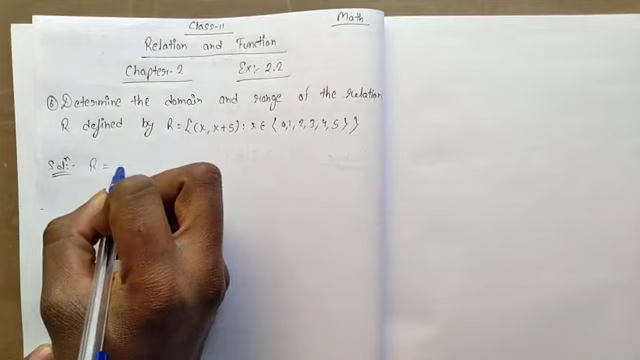 Class-11
Math
Relation and Function
Chapter-2 Ex:- 2.2
⑥ Determine the domain and range of the relation
R defined by R = {(x, x+5) : x ∈ {0,1,2,3,4,5}}
Solⁿ:- R =